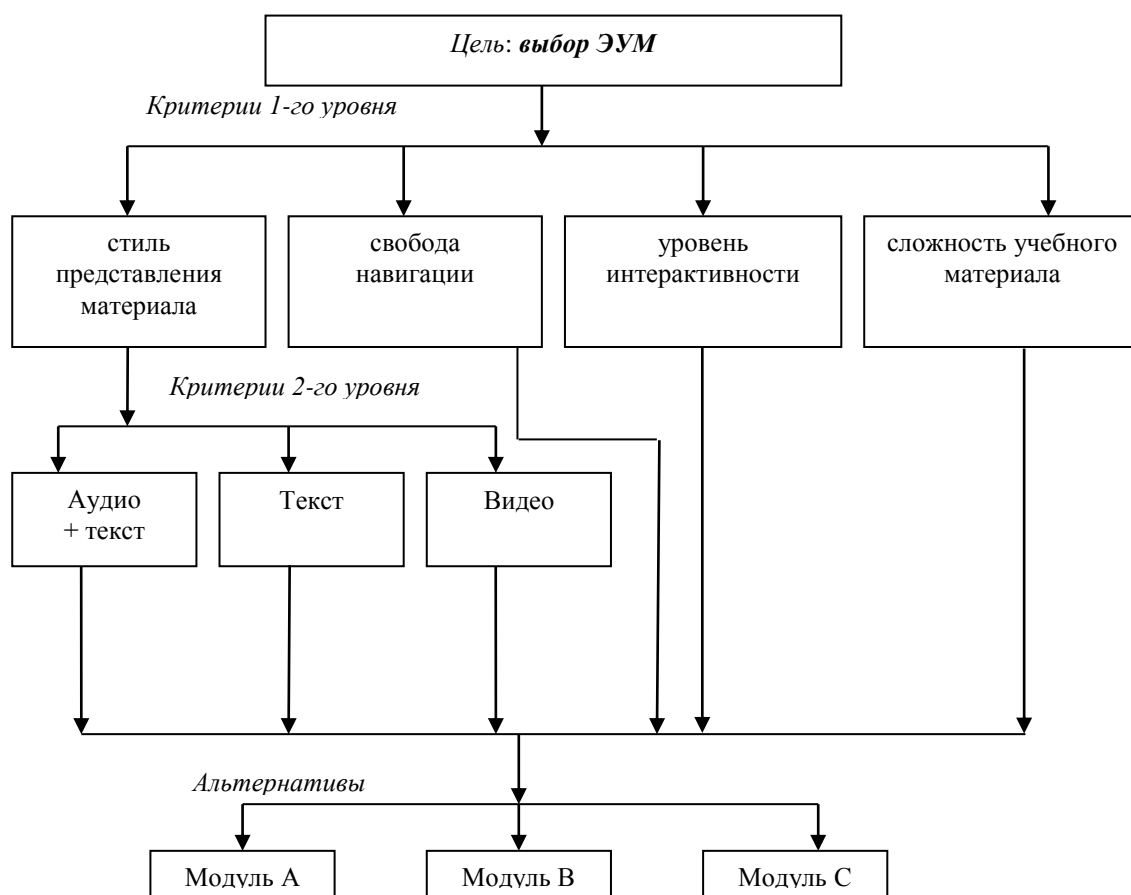 Цель: выбор ЭУМ
Критерии 1-го уровня
стиль
представления
материала
свобода
навигации
уровень
интерактивности
сложность учебного
материала
Критерии 2-го уровня
Аудио
+ текст
Текст
Видео
Альтернативы
Модуль А
Модуль В
Модуль С